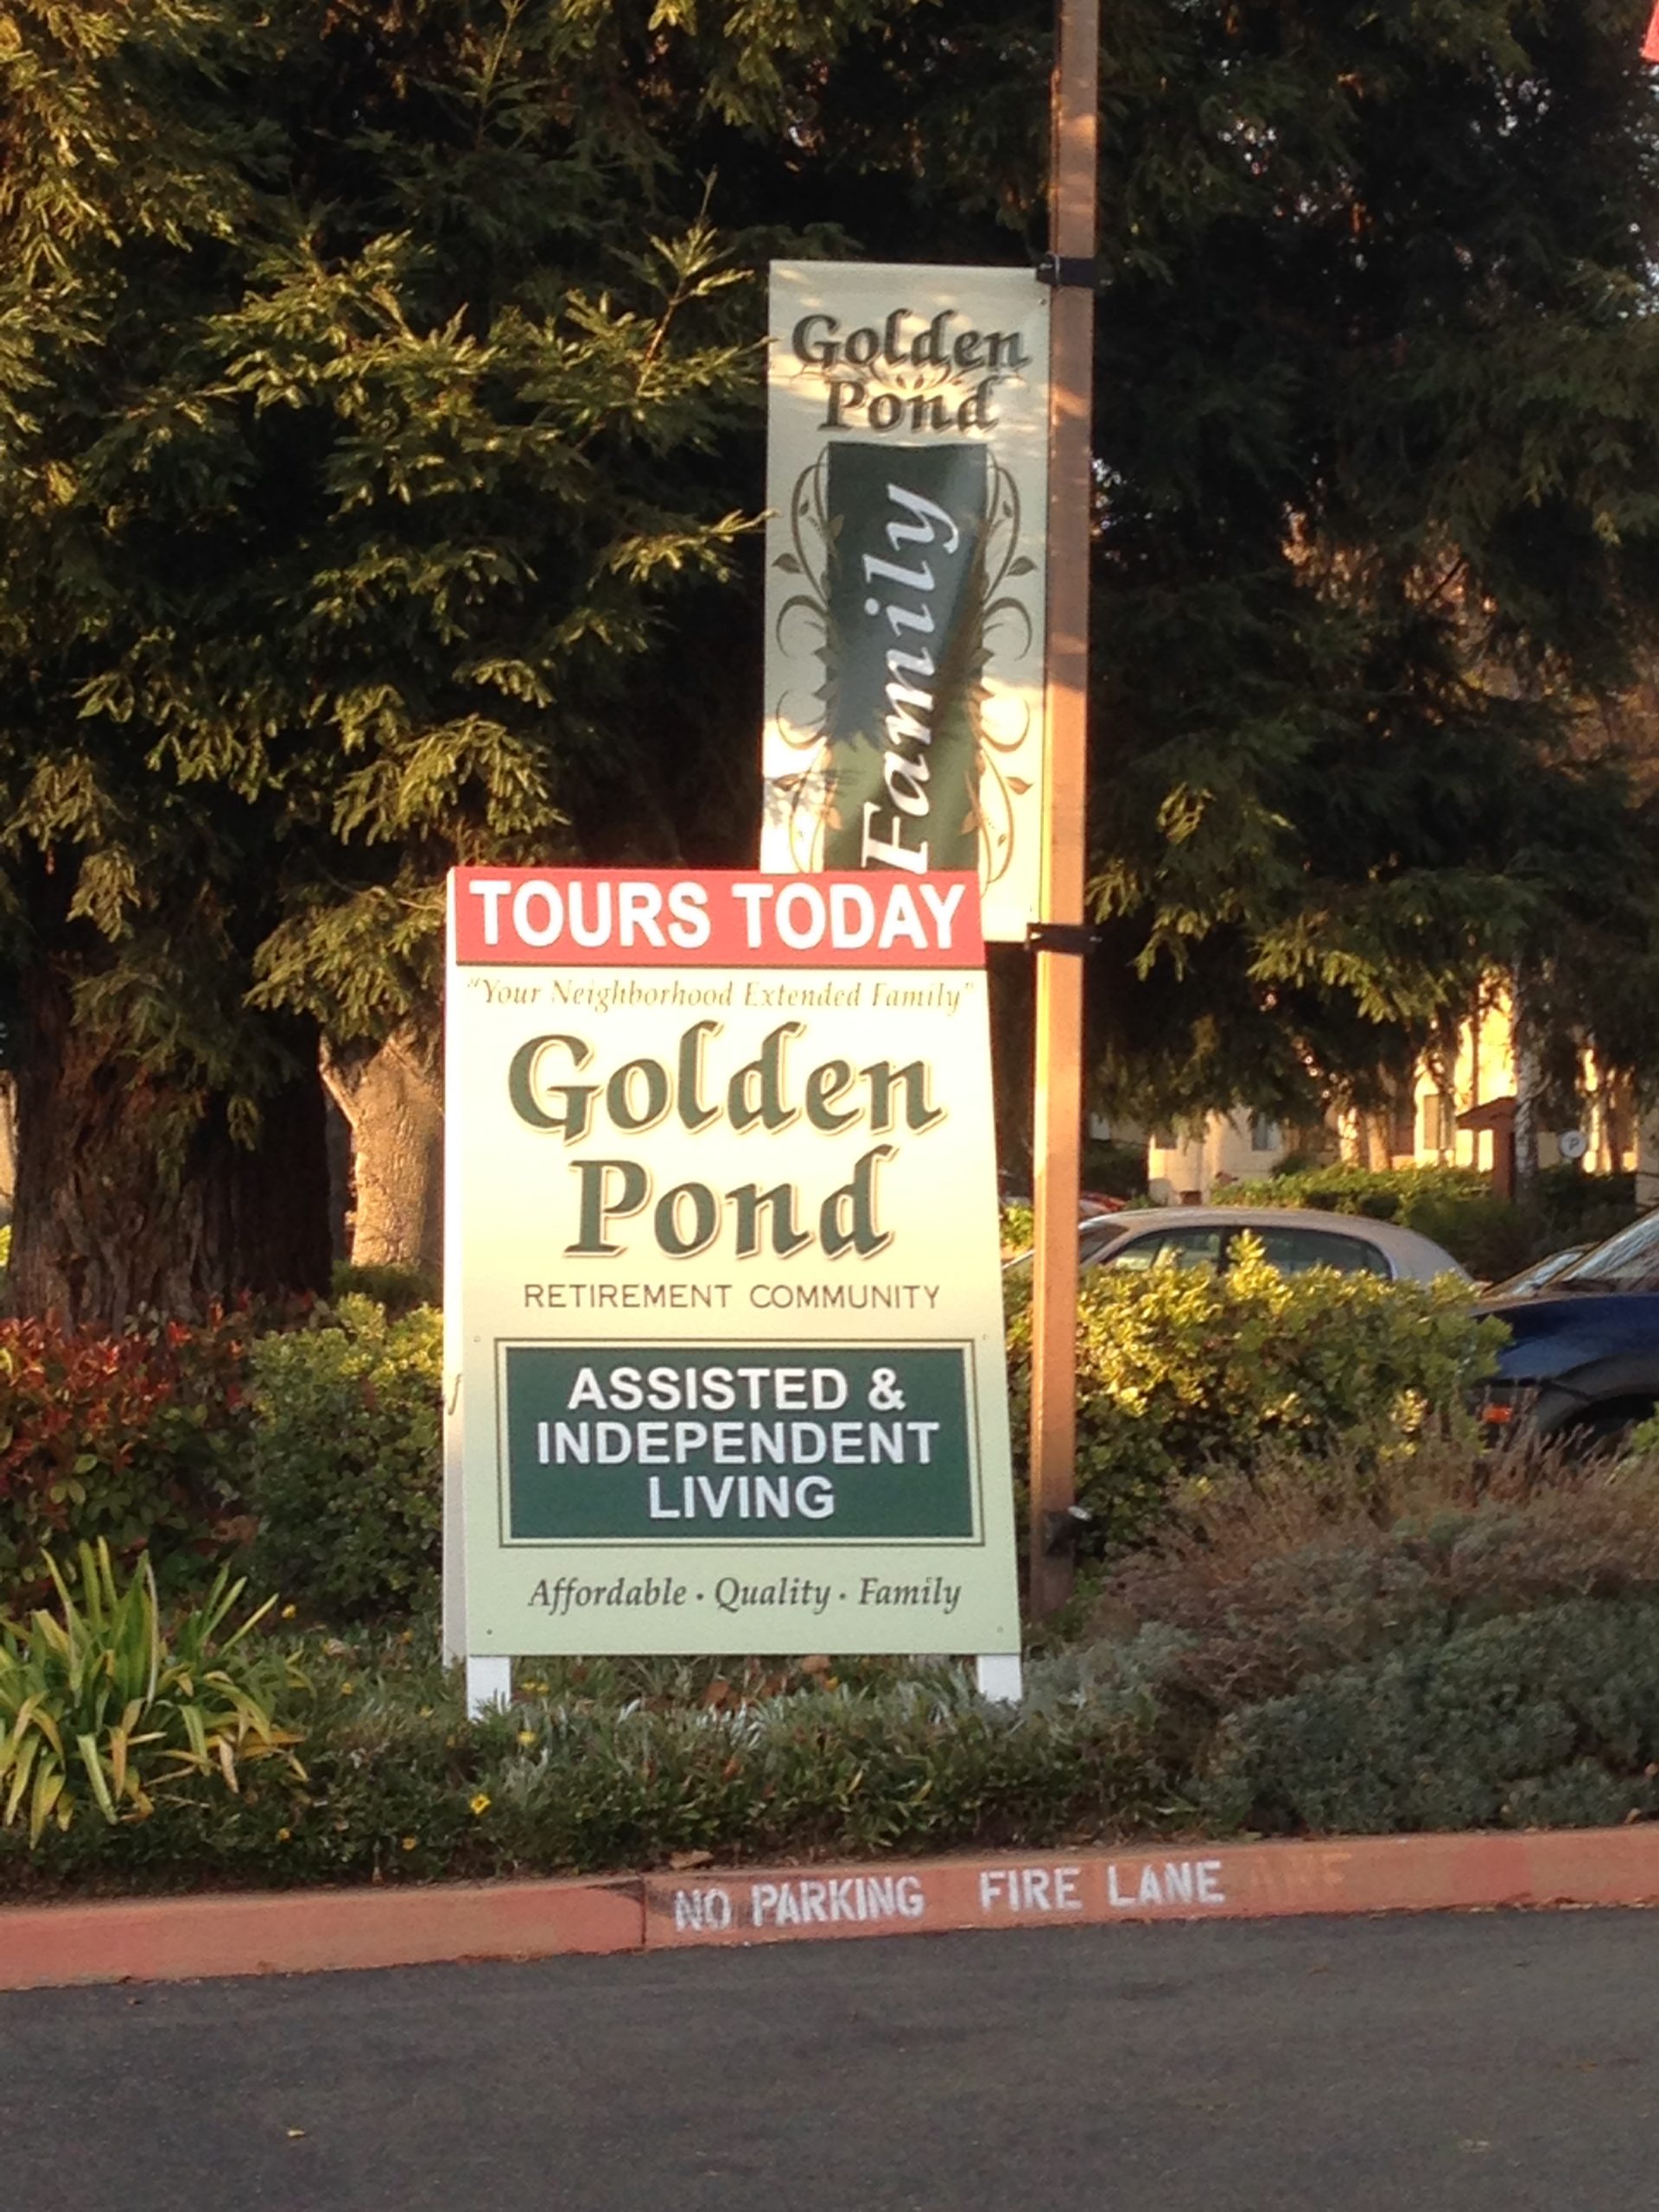 Golden
Pond
Family
TOURS TODAY
"Your Neighborhood Extended Family"
Golden
Pond
RETIREMENT COMMUNITY
ASSISTED &
INDEPENDENT
LIVING
Affordable · Quality · Family
P
NO PARKING FIRE LANE